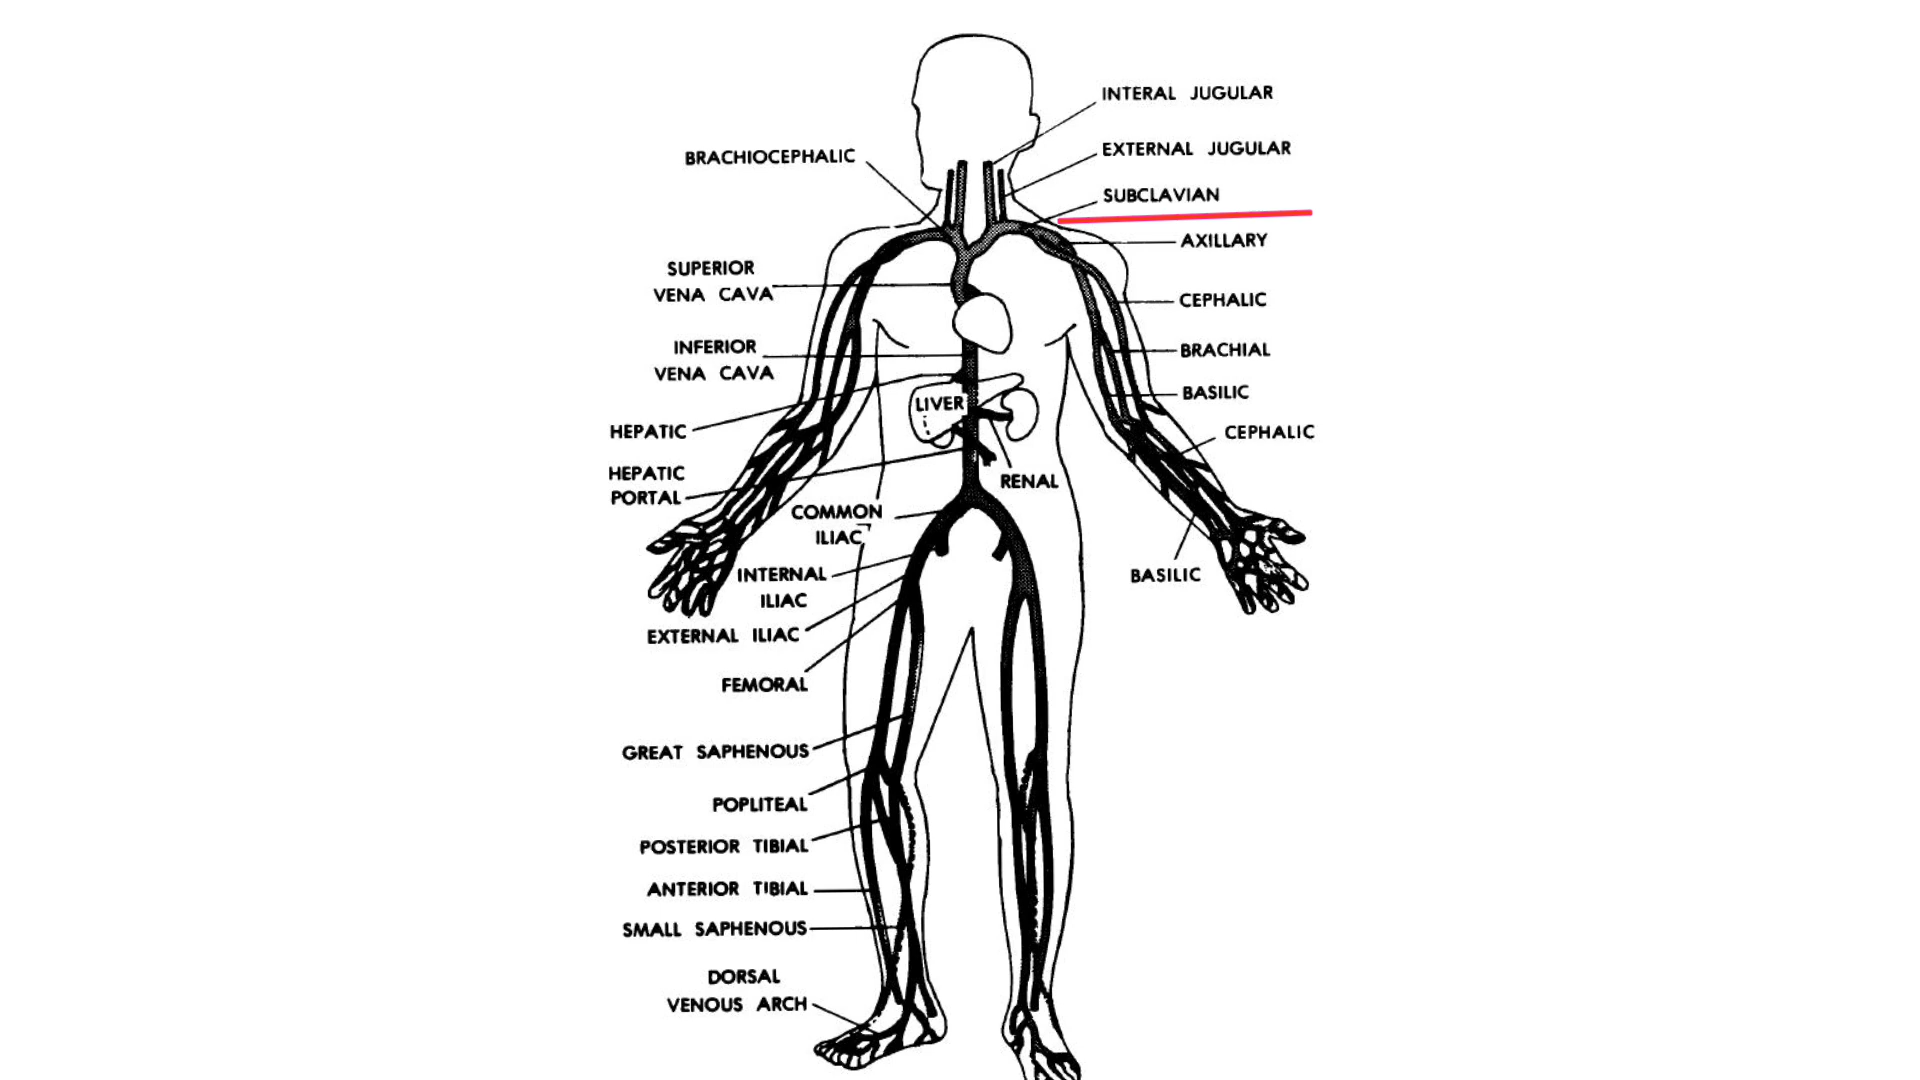 INTERAL JUGULAR
EXTERNAL JUGULAR
BRACHIOCEPHALIC
SUBCLAVIAN
AXILLARY
SUPERIOR
VENA CAVA
CEPHALIC
INFERIOR
VENA CAVA
BRACHIAL
BASILIC
LIVER
HEPATIC
CEPHALIC
HEPATIC
PORTAL
RENAL
COMMON
ILIAC
INTERNAL
ILIAC
BASILIC
EXTERNAL ILIAC
FEMORAL
GREAT SAPHENOUS
POPLITEAL
POSTERIOR TIBIAL
ANTERIOR TIBIAL
SMALL SAPHENOUS
DORSAL
VENOUS ARCH